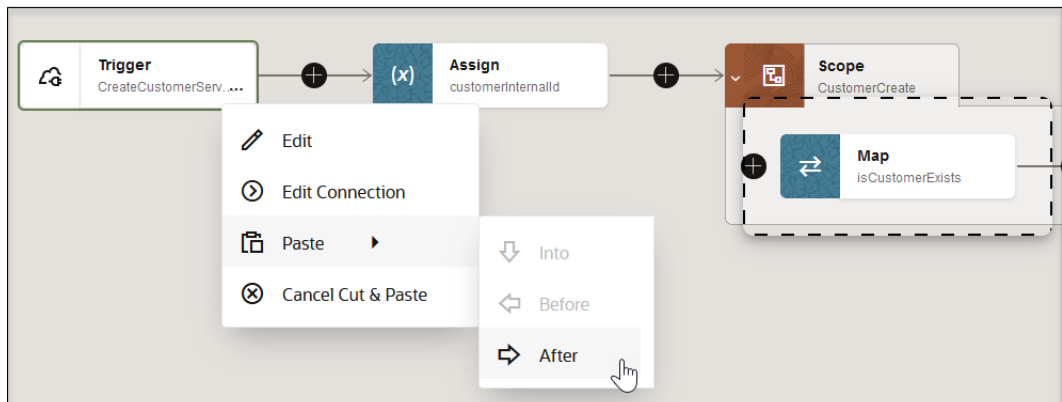 Trigger
CreateCustomerServ....
(x)
Assign
customerInternalId
Scope
CustomerCreate
Map
isCustomerExists
Edit
Edit Connection
Paste
Cancel Cut & Paste
Into
Before
After